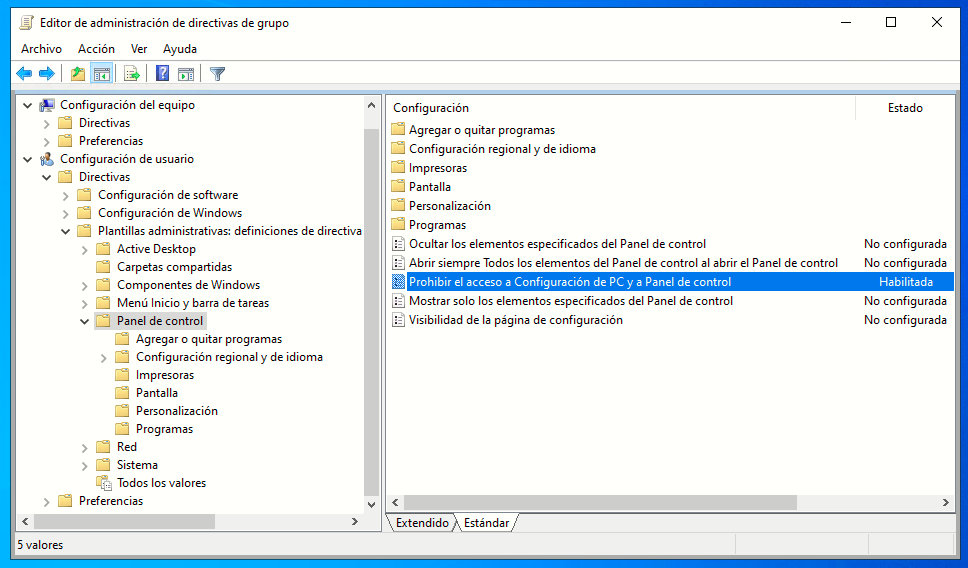 Editor de administración de directivas de grupo
Archivo Acción Ver Ayuda
Configuración del equipo
Directivas
Preferencias
Configuración de usuario
Directivas
Configuración de software
Configuración de Windows
Plantillas administrativas: definiciones de directiva
Active Desktop
Carpetas compartidas
Componentes de Windows
Menú Inicio y barra de tareas
Panel de control
Agregar o quitar programas
Configuración regional y de idioma
Impresoras
Pantalla
Personalización
Programas
Red
Sistema
Todos los valores
Preferencias
Configuración Estado
Agregar o quitar programas
Configuración regional y de idioma
Impresoras
Pantalla
Personalización
Programas
Ocultar los elementos especificados del Panel de control No configurada
Abrir siempre Todos los elementos del Panel de control al abrir el Panel de control No configurada
Prohibir el acceso a Configuración de PC y a Panel de control Habilitada
Mostrar solo los elementos especificados del Panel de control No configurada
Visibilidad de la página de configuración No configurada
Extendido Estándar
5 valores